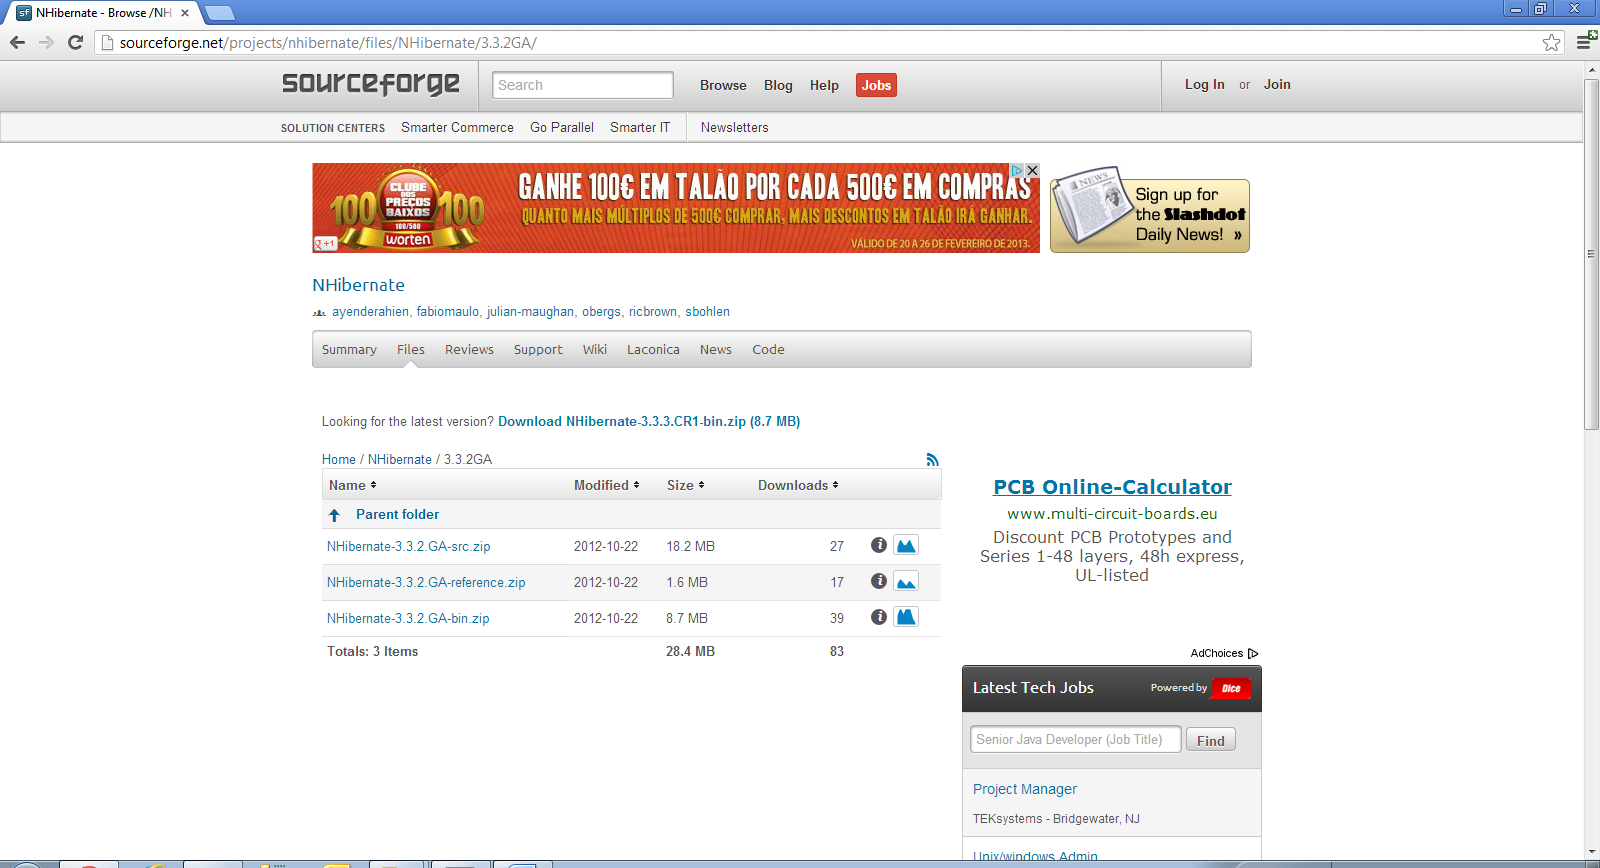 NHibernate - Browse /NH
sourceforge.net/projects/nhibernate/files/NHibernate/3.3.2GA/
sourceforge
Search
Browse Blog Help Jobs
Log In or Join
SOLUTION CENTERS Smarter Commerce Go Parallel Smarter IT Newsletters
CLUBE DOS PREÇOS BAIXOS
100 100
100/500
worten
+1
GANHE 100€ EM TALÃO POR CADA 500€ EM COMPRAS
QUANTO MAIS MÚLTIPLOS DE 500€ COMPRAR, MAIS DESCONTOS EM TALÃO IRÁ GANHAR.
VÁLIDO DE 20 A 26 DE FEVEREIRO DE 2013.
NEWS
Sign up for
the Slashdot
Daily News! »
NHibernate
ayenderahien, fabiomaulo, julian-maughan, obergs, ricbrown, sbohlen
Summary Files Reviews Support Wiki Laconica News Code
Looking for the latest version? Download NHibernate-3.3.3.CR1-bin.zip (8.7 MB)
Home / NHibernate / 3.3.2GA
Name Modified Size Downloads
Parent folder
NHibernate-3.3.2.GA-src.zip 2012-10-22 18.2 MB 27
NHibernate-3.3.2.GA-reference.zip 2012-10-22 1.6 MB 17
NHibernate-3.3.2.GA-bin.zip 2012-10-22 8.7 MB 39
Totals: 3 Items 28.4 MB 83
PCB Online-Calculator
www.multi-circuit-boards.eu
Discount PCB Prototypes and
Series 1-48 layers, 48h express,
UL-listed
AdChoices
Latest Tech Jobs Powered by Dice
Senior Java Developer (Job Title) Find
Project Manager
TEKsystems - Bridgewater, NJ
Unix/windows Admin